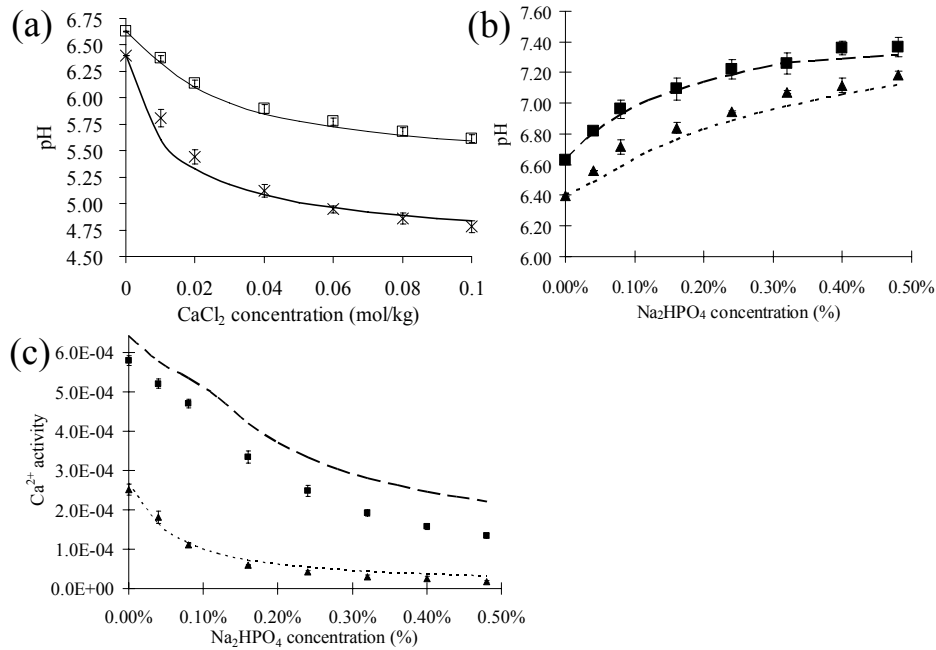 (a)
6.75
6.50
6.25
6.00
5.75
5.50
5.25
5.00
4.75
4.50
pH
0 0.02 0.04 0.06 0.08 0.1
CaCl₂ concentration (mol/kg)
(b)
7.60
7.40
7.20
7.00
6.80
6.60
6.40
6.20
6.00
pH
0.00% 0.10% 0.20% 0.30% 0.40% 0.50%
Na₂HPO₄ concentration (%)
(c)
6.0E-04
5.0E-04
4.0E-04
3.0E-04
2.0E-04
1.0E-04
0.0E+00
Ca²⁺ activity
0.00% 0.10% 0.20% 0.30% 0.40% 0.50%
Na₂HPO₄ concentration (%)